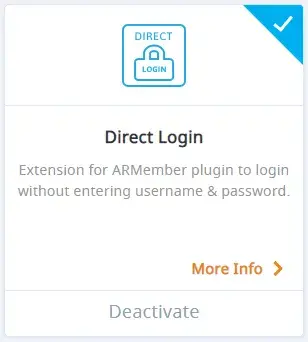 DIRECT
LOGIN
Direct Login
Extension for ARMember plugin to login
without entering username & password.
More Info
Deactivate